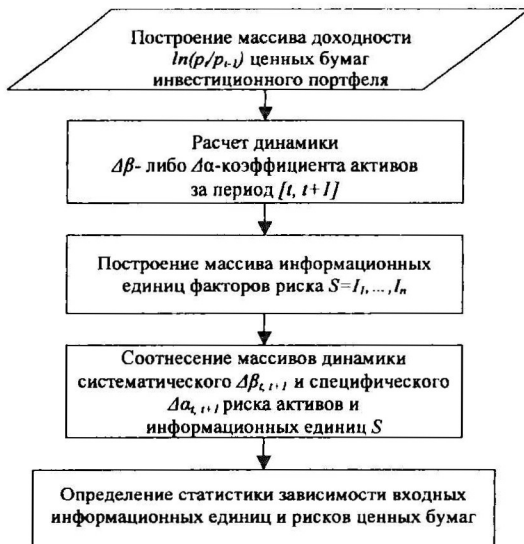 Построение массива доходности
ln(pₜ/pₜ₋₁) ценных бумаг
инвестиционного портфеля
Расчет динамики
Δβ- либо Δα-коэффициента активов
за период [t, t+1]
Построение массива информационных
единиц факторов риска S=I₁,...,Iₙ
Соотнесение массивов динамики
систематического Δβₜ,ₜ₊₁ и специфического
Δαₜ,ₜ₊₁ риска активов и
информационных единиц S
Определение статистики зависимости входных
информационных единиц и рисков ценных бумаг